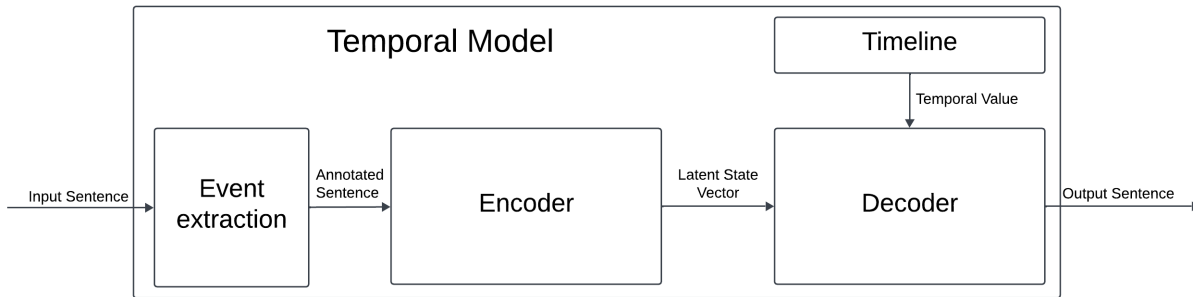 Temporal Model
Timeline
Temporal Value
Input Sentence
Event
extraction
Annotated
Sentence
Encoder
Latent State
Vector
Decoder
Output Sentence